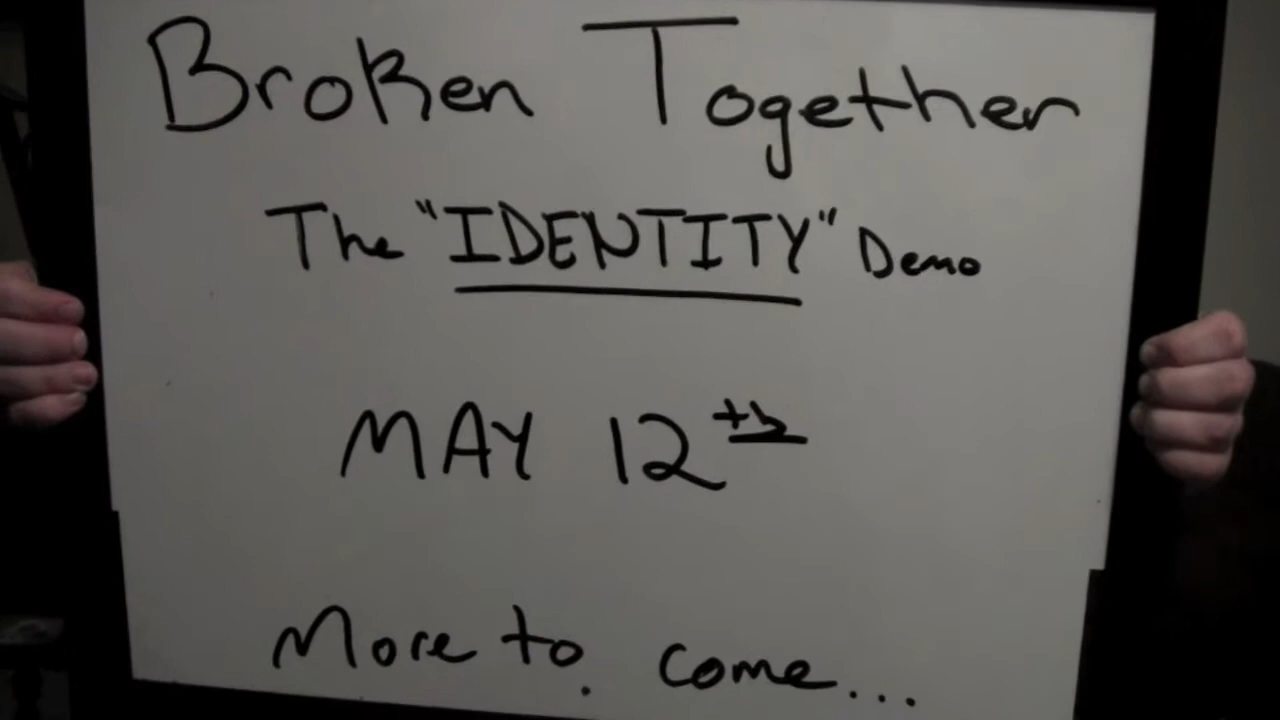 Broken Together
The "IDENTITY" Demo
MAY 12th
More to come...